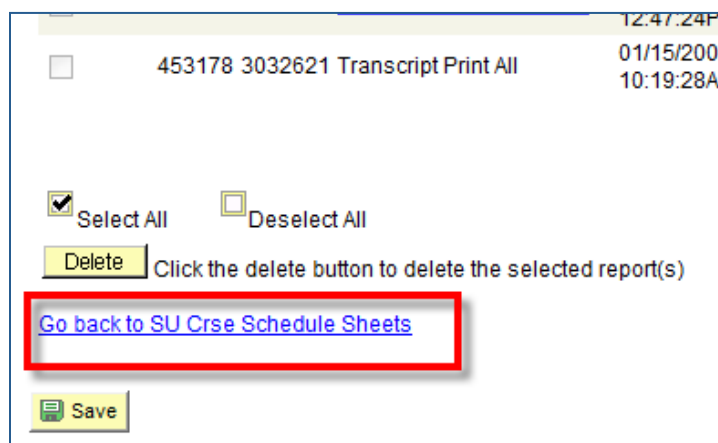 12:47:24P
453178 3032621 Transcript Print All 01/15/200
10:19:28A
Select All Deselect All
Delete Click the delete button to delete the selected report(s)
Go back to SU Crse Schedule Sheets
Save